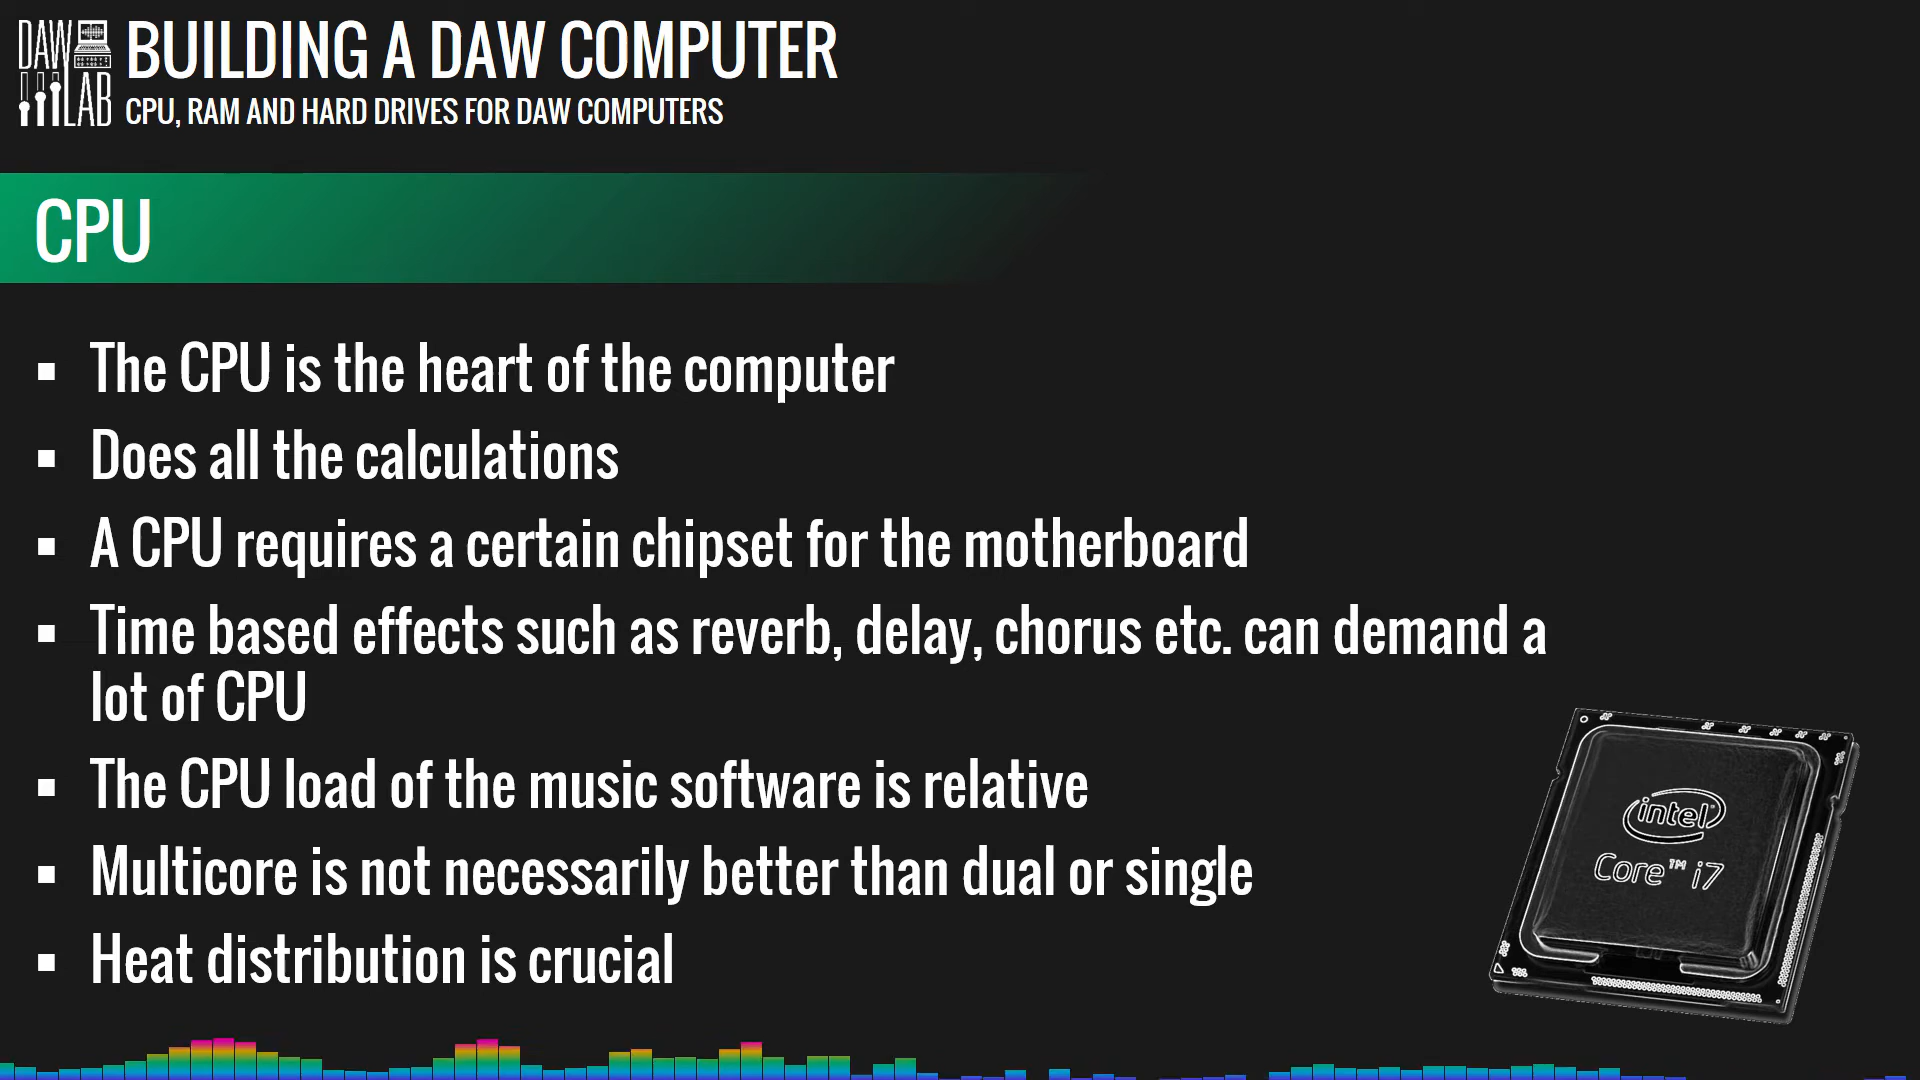 DAW LAB
BUILDING A DAW COMPUTER
CPU, RAM AND HARD DRIVES FOR DAW COMPUTERS
CPU
▪ The CPU is the heart of the computer
▪ Does all the calculations
▪ A CPU requires a certain chipset for the motherboard
▪ Time based effects such as reverb, delay, chorus etc. can demand a
lot of CPU
▪ The CPU load of the music software is relative
▪ Multicore is not necessarily better than dual or single
▪ Heat distribution is crucial
intel
Core™ i7